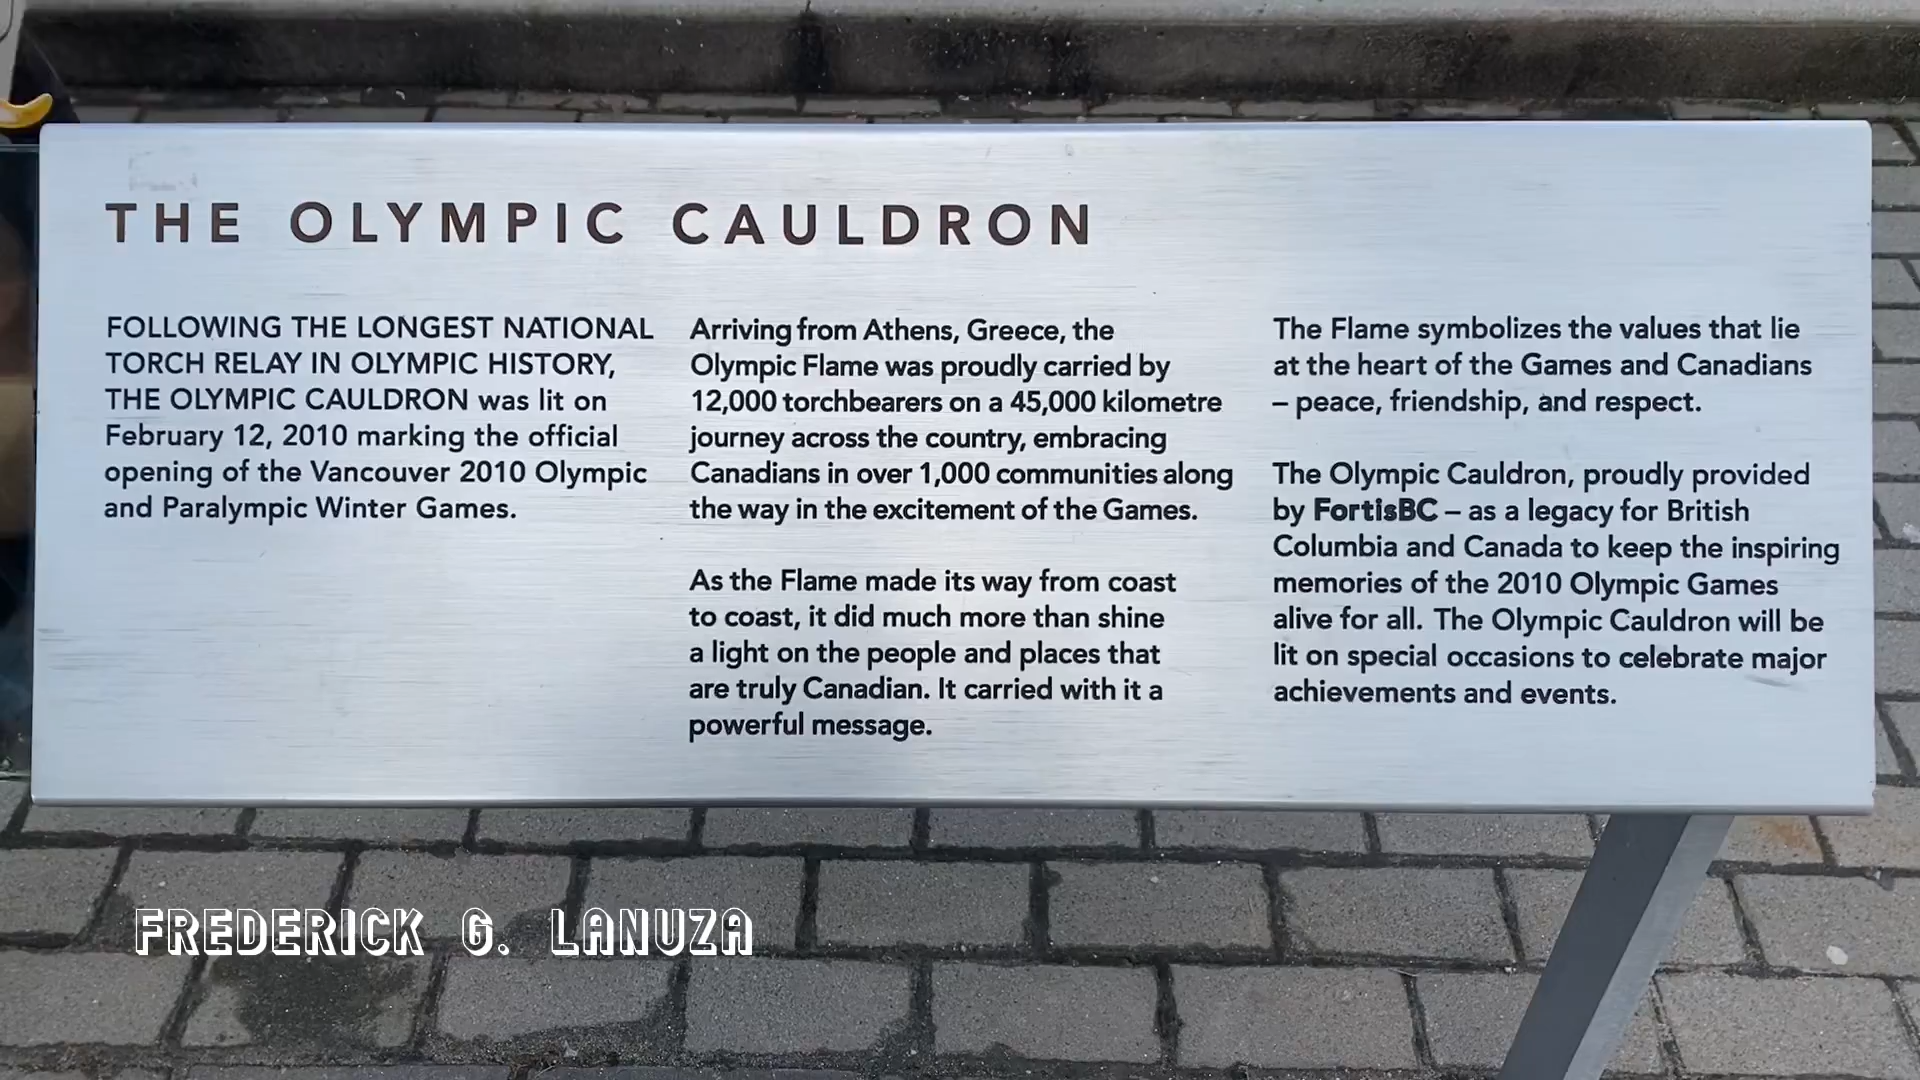 THE OLYMPIC CAULDRON
FOLLOWING THE LONGEST NATIONAL
TORCH RELAY IN OLYMPIC HISTORY,
THE OLYMPIC CAULDRON was lit on
February 12, 2010 marking the official
opening of the Vancouver 2010 Olympic
and Paralympic Winter Games.
Arriving from Athens, Greece, the
Olympic Flame was proudly carried by
12,000 torchbearers on a 45,000 kilometre
journey across the country, embracing
Canadians in over 1,000 communities along
the way in the excitement of the Games.
As the Flame made its way from coast
to coast, it did much more than shine
a light on the people and places that
are truly Canadian. It carried with it a
powerful message.
The Flame symbolizes the values that lie
at the heart of the Games and Canadians
– peace, friendship, and respect.
The Olympic Cauldron, proudly provided
by FortisBC – as a legacy for British
Columbia and Canada to keep the inspiring
memories of the 2010 Olympic Games
alive for all. The Olympic Cauldron will be
lit on special occasions to celebrate major
achievements and events.
FREDERICK G. LANUZA